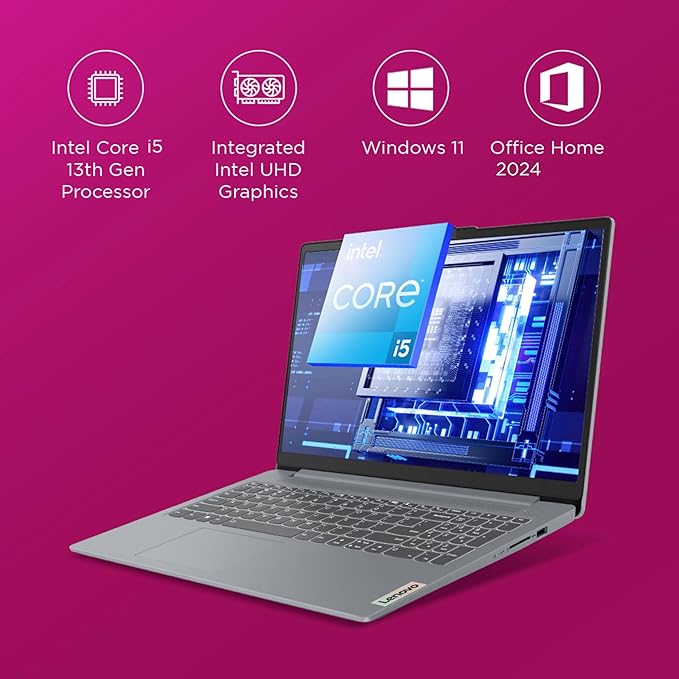 Intel Core i5
13th Gen
Processor
Integrated
Intel UHD
Graphics
Windows 11
Office Home
2024
intel.
CORE
i5
Lenovo